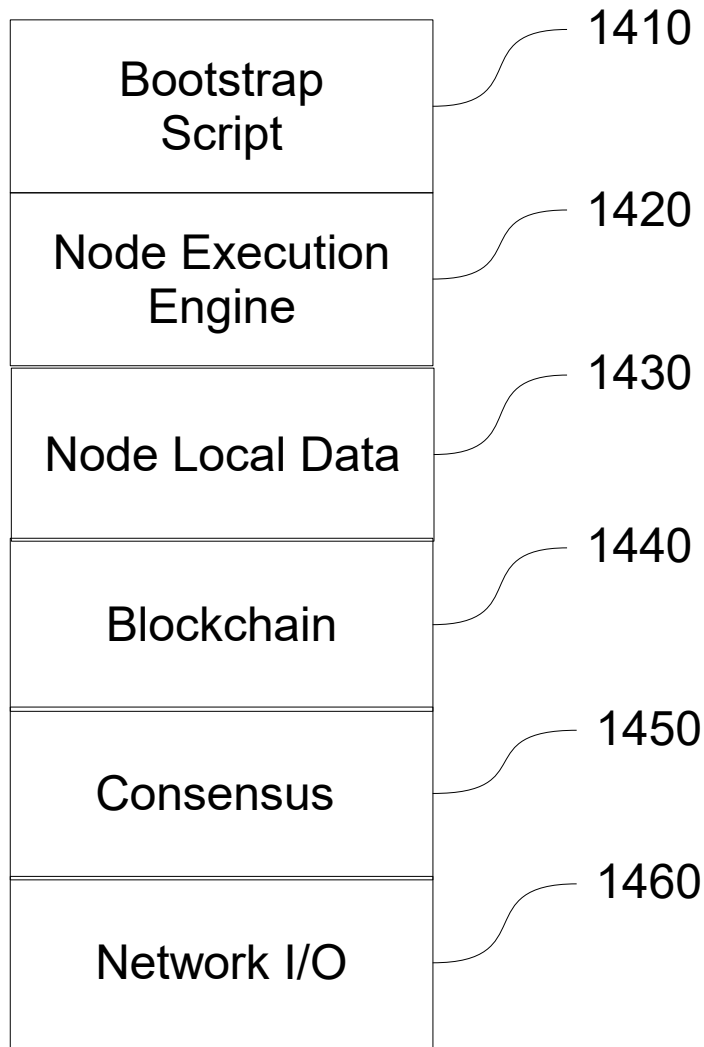 1410
Bootstrap
Script
1420
Node Execution
Engine
1430
Node Local Data
1440
Blockchain
1450
Consensus
1460
Network I/O